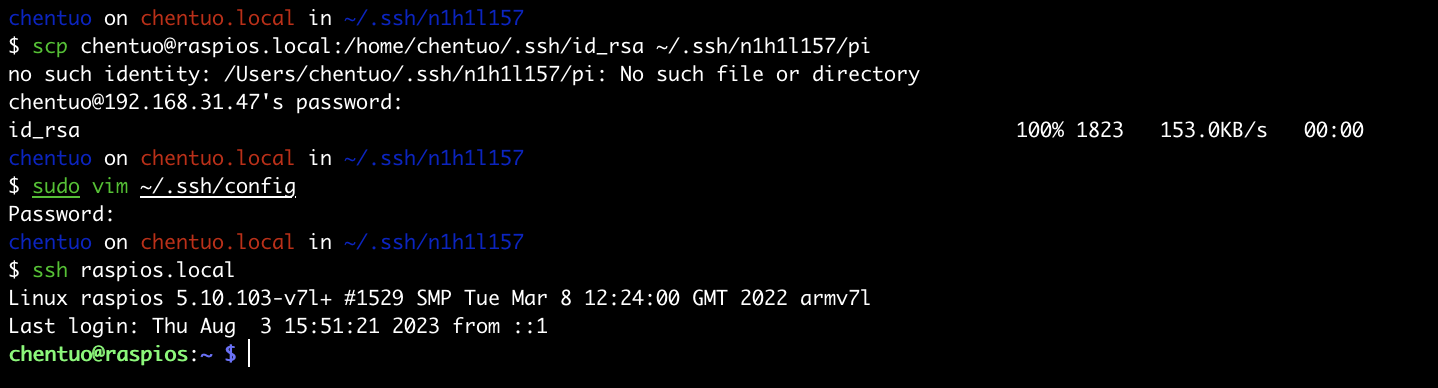 chentuo on chentuo.local in ~/.ssh/n1h1l157
$ scp chentuo@raspios.local:/home/chentuo/.ssh/id_rsa ~/.ssh/n1h1l157/pi
no such identity: /Users/chentuo/.ssh/n1h1l157/pi: No such file or directory
chentuo@192.168.31.47's password:
id_rsa 100% 1823 153.0KB/s 00:00
chentuo on chentuo.local in ~/.ssh/n1h1l157
$ sudo vim ~/.ssh/config
Password:
chentuo on chentuo.local in ~/.ssh/n1h1l157
$ ssh raspios.local
Linux raspios 5.10.103-v7l+ #1529 SMP Tue Mar 8 12:24:00 GMT 2022 armv7l
Last login: Thu Aug  3 15:51:21 2023 from ::1
chentuo@raspios:~ $